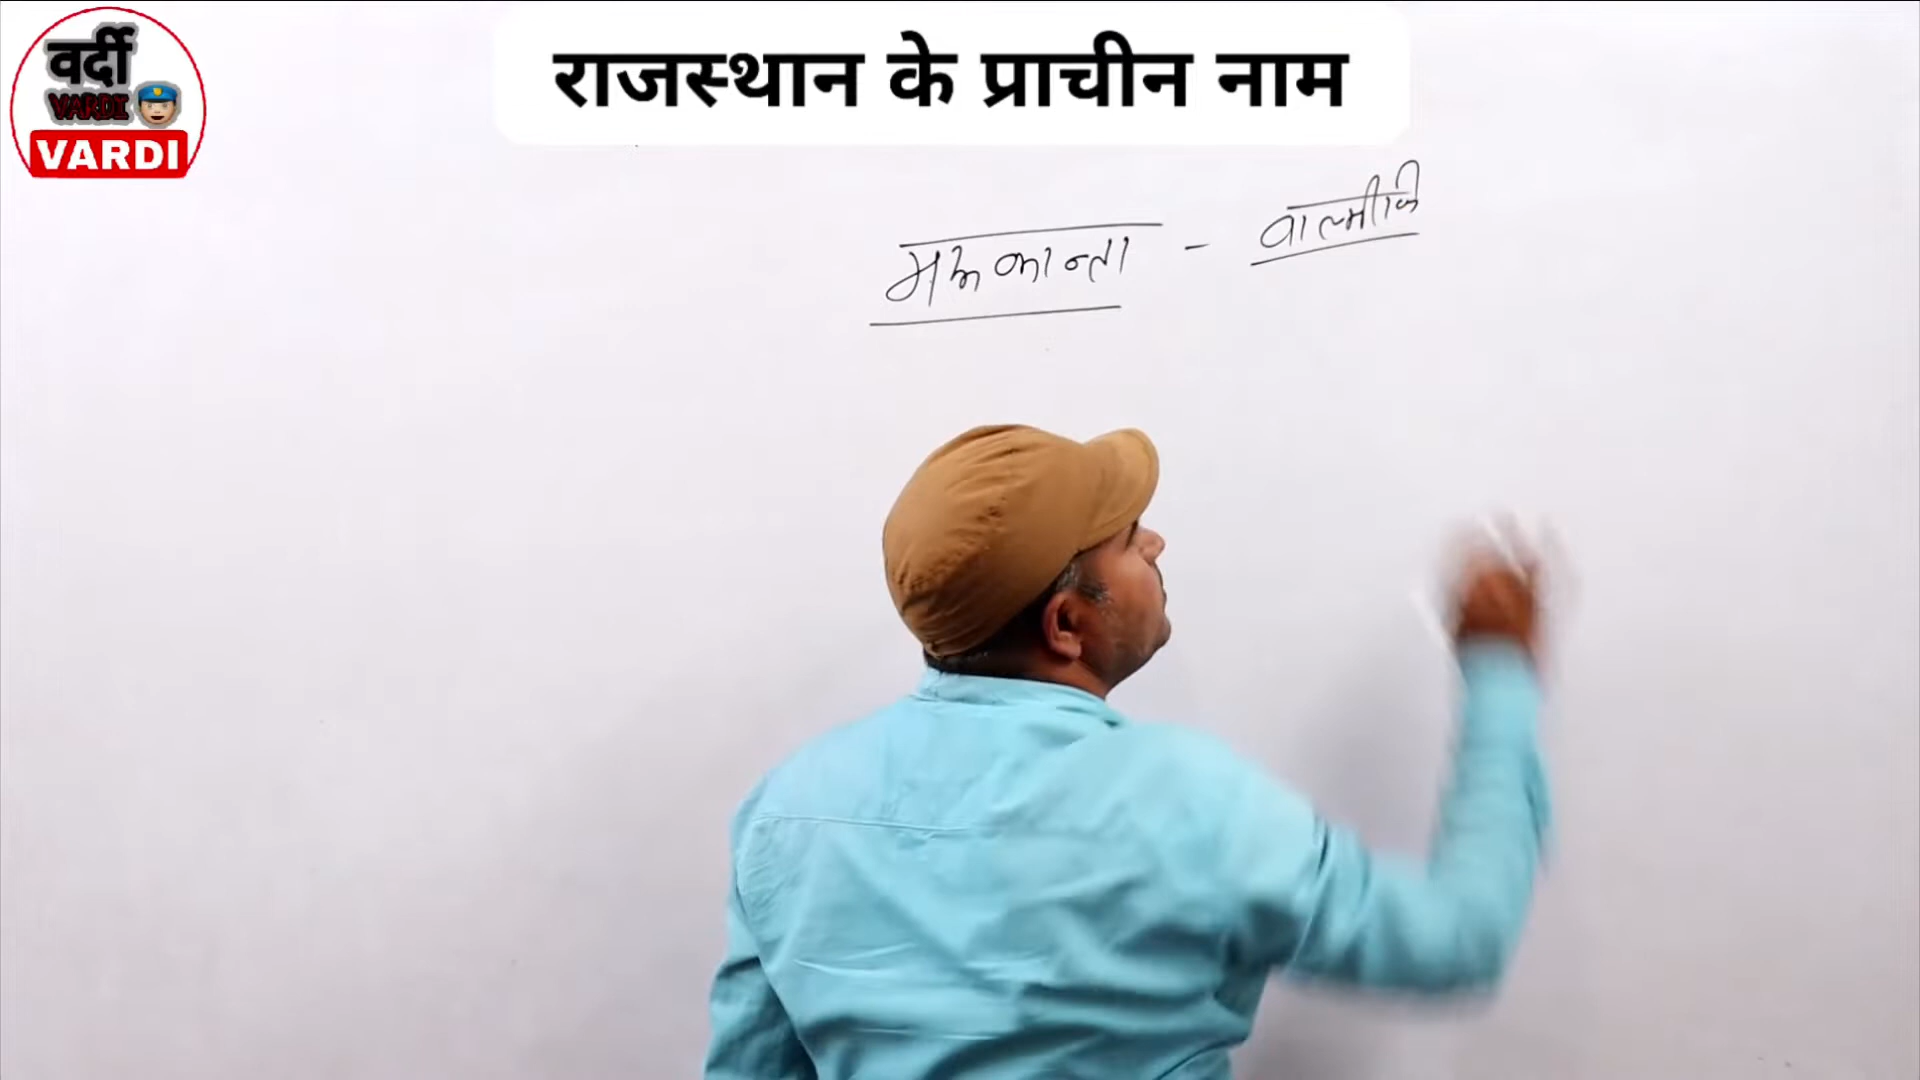 वर्दी
VARDI
VARDI
राजस्थान के प्राचीन नाम
मरूकान्ता - वाल्मीकि